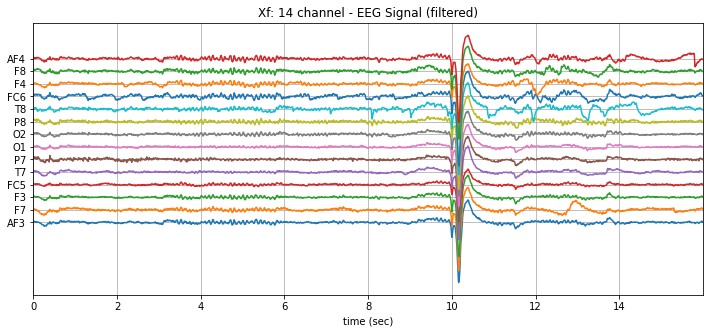 Xf: 14 channel - EEG Signal (filtered)
AF4
F8
F4
FC6
T8
P8
O2
O1
P7
T7
FC5
F3
F7
AF3
0 2 4 6 8 10 12 14
time (sec)